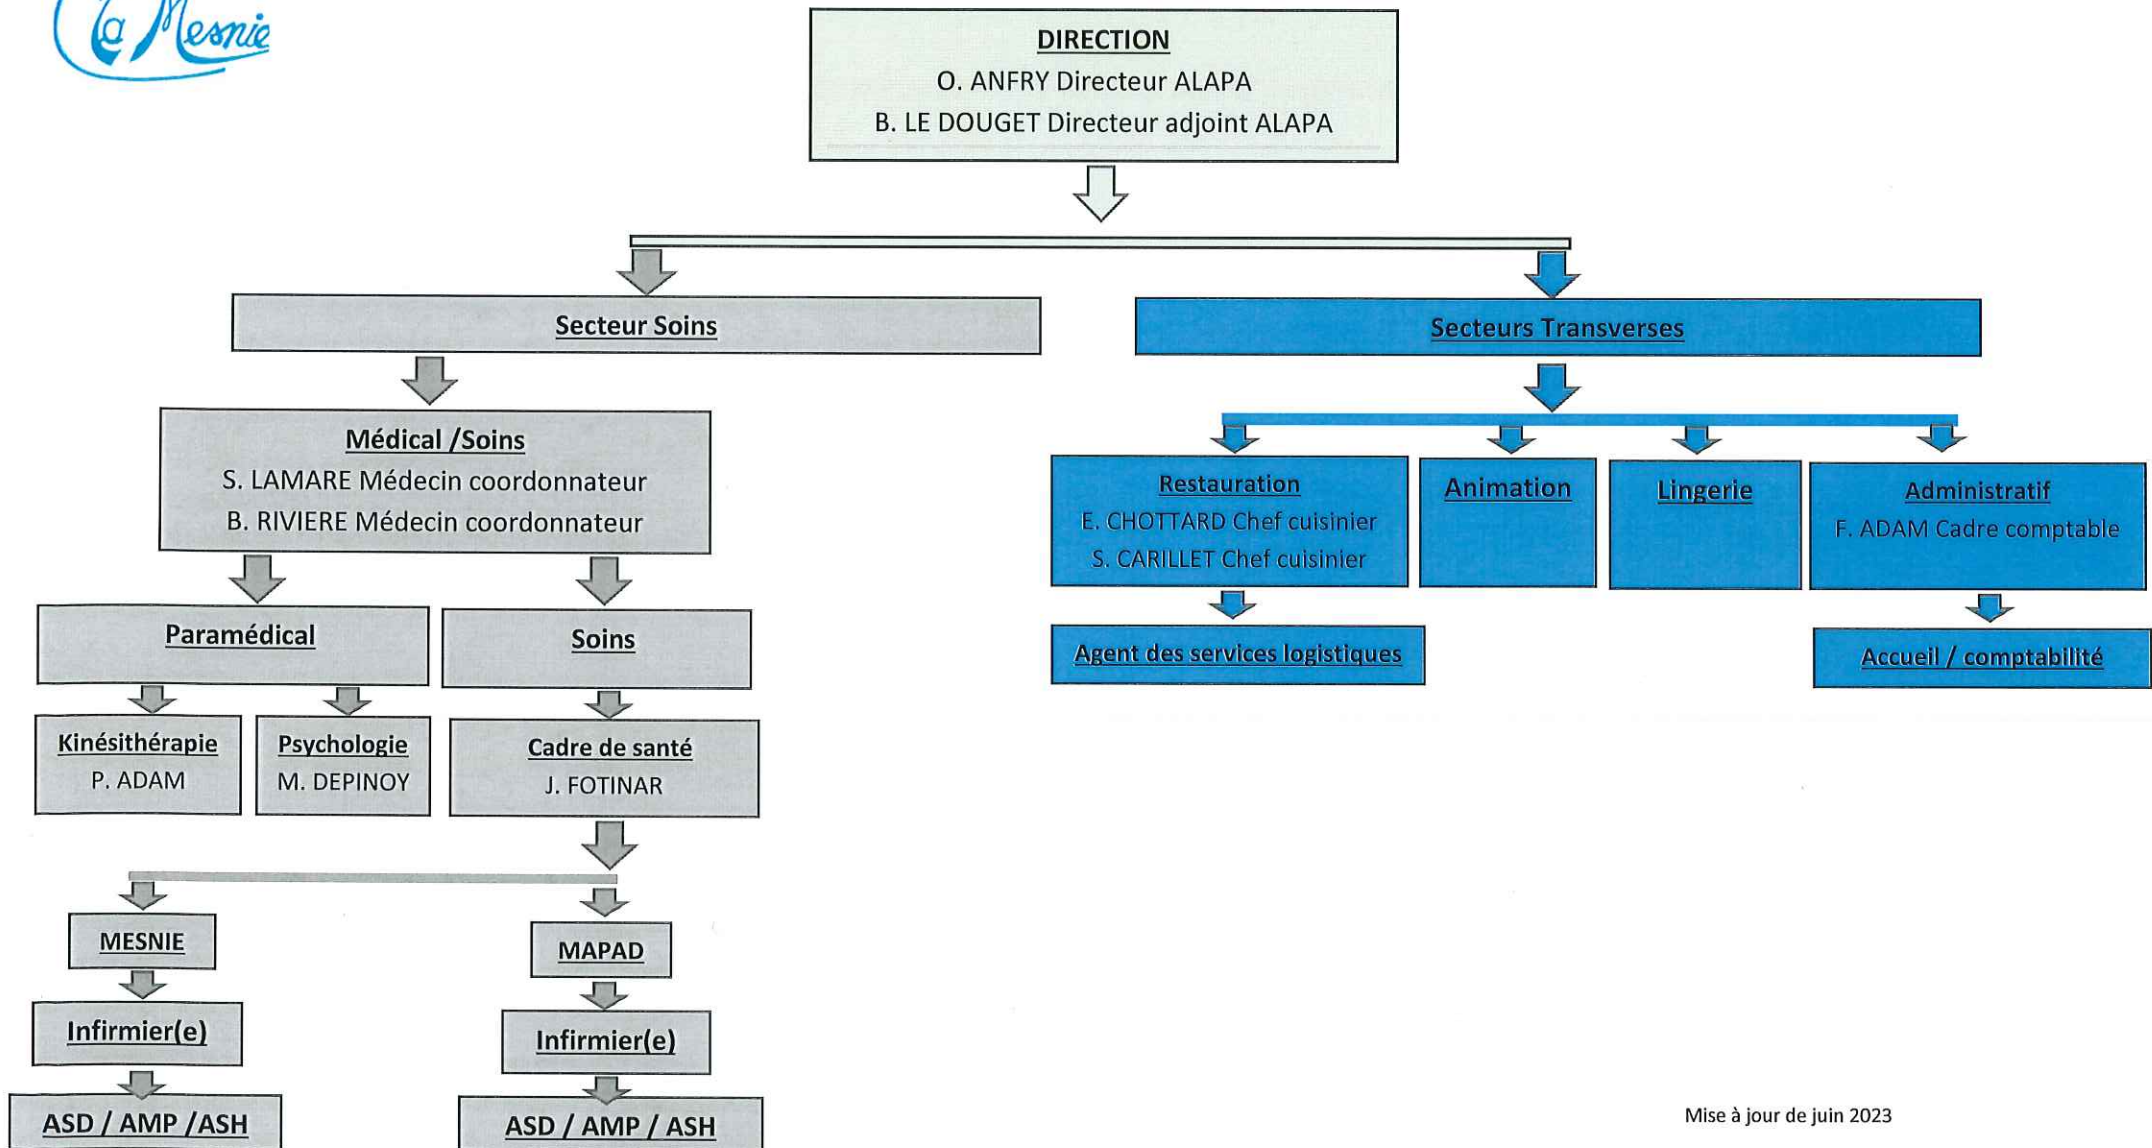 La Mesnie
DIRECTION
O. ANFRY Directeur ALAPA
B. LE DOUGET Directeur adjoint ALAPA
Secteur Soins
Secteurs Transverses
Médical /Soins
S. LAMARE Médecin coordonnateur
B. RIVIERE Médecin coordonnateur
Restauration
E. CHOTTARD Chef cuisinier
S. CARILLET Chef cuisinier
Animation
Lingerie
Administratif
F. ADAM Cadre comptable
Paramédical
Soins
Agent des services logistiques
Accueil / comptabilité
Kinésithérapie
P. ADAM
Psychologie
M. DEPINOY
Cadre de santé
J. FOTINAR
MESNIE
MAPAD
Infirmier(e)
Infirmier(e)
ASD / AMP /ASH
ASD / AMP / ASH
Mise à jour de juin 2023